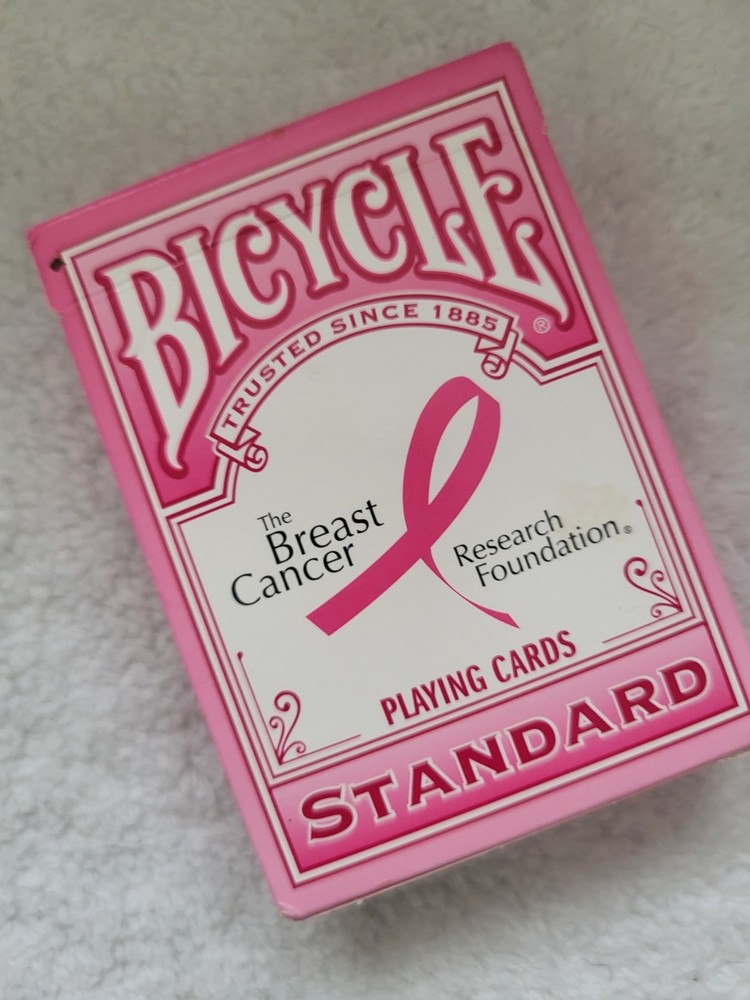 BICYCLE®
TRUSTED SINCE 1885
The
Breast
Cancer
Research
Foundation®
PLAYING CARDS
STANDARD